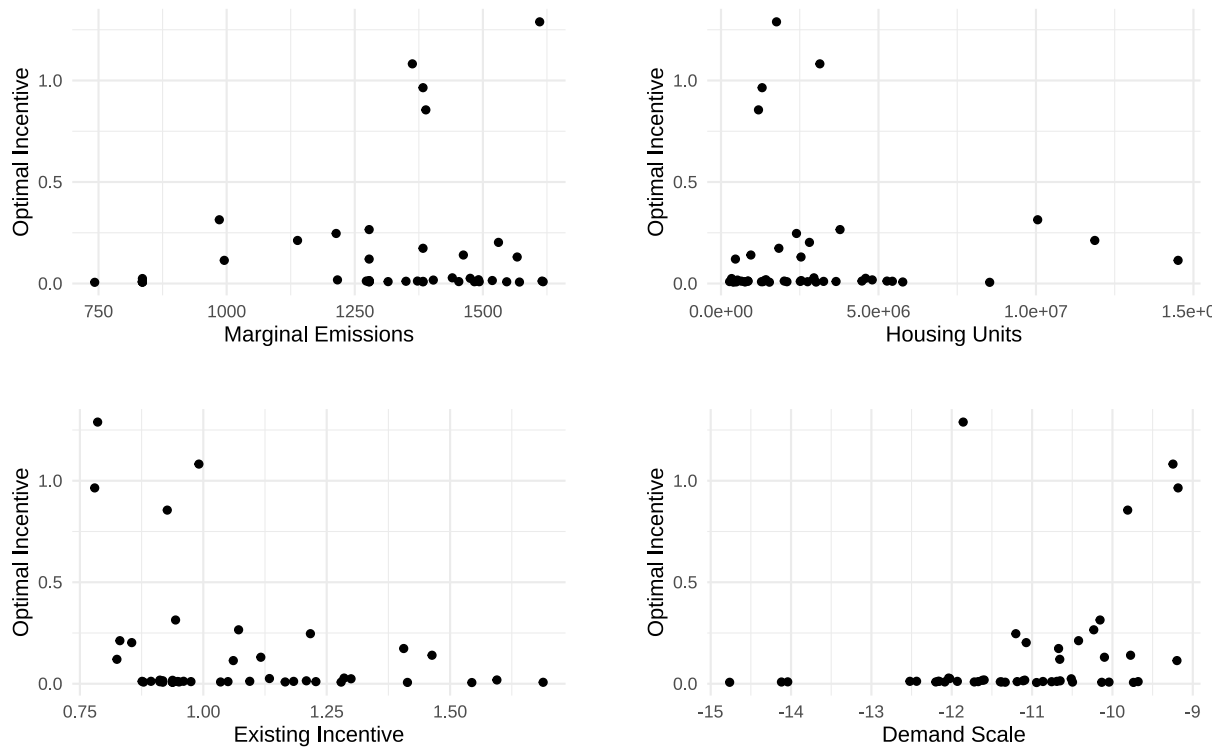 Optimal Incentive
1.0
0.5
0.0
750
1000
1250
1500
Marginal Emissions
Optimal Incentive
1.0
0.5
0.0
0.0e+00
5.0e+06
1.0e+07
1.5e
Housing Units
Optimal Incentive
1.0
0.5
0.0
0.75
1.00
1.25
1.50
Existing Incentive
Optimal Incentive
1.0
0.5
0.0
-15
-14
-13
-12
-11
-10
-9
Demand Scale